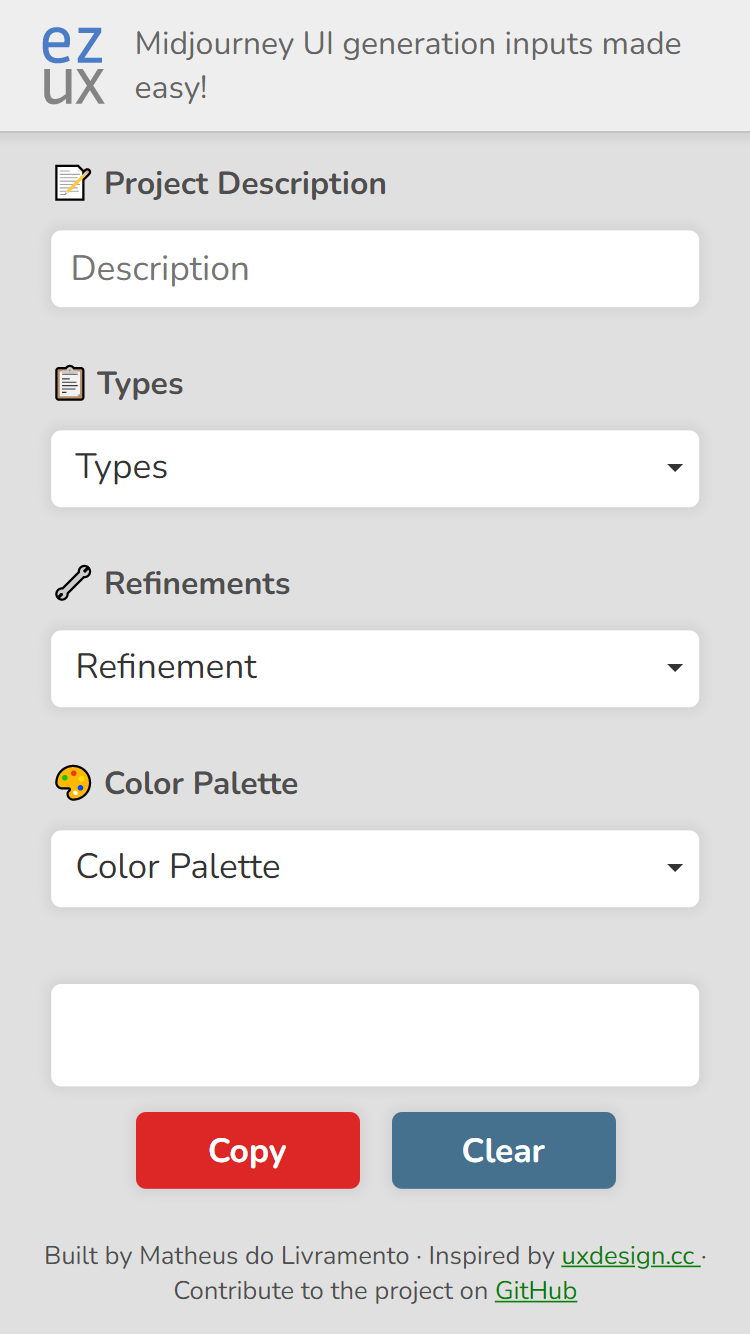 ez
ux
Midjourney UI generation inputs made
easy!
Project Description
Description
Types
Types
Refinements
Refinement
Color Palette
Color Palette
Copy
Clear
Built by Matheus do Livramento · Inspired by uxdesign.cc ·
Contribute to the project on GitHub